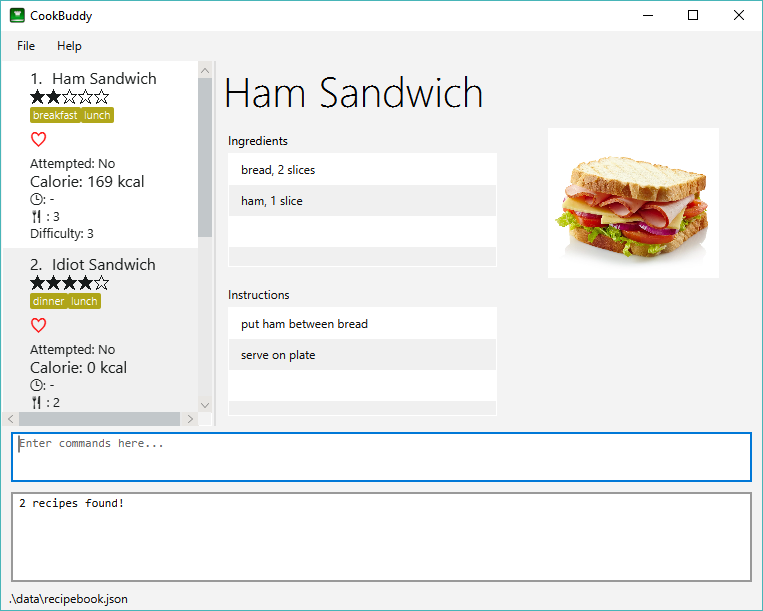 CookBuddy
File Help
1. Ham Sandwich
breakfast lunch
Attempted: No
Calorie: 169 kcal
: -
: 3
Difficulty: 3
2. Idiot Sandwich
dinner lunch
Attempted: No
Calorie: 0 kcal
: -
: 2
Ham Sandwich
Ingredients
bread, 2 slices
ham, 1 slice
Instructions
put ham between bread
serve on plate
Enter commands here...
2 recipes found!
.\data\recipebook.json